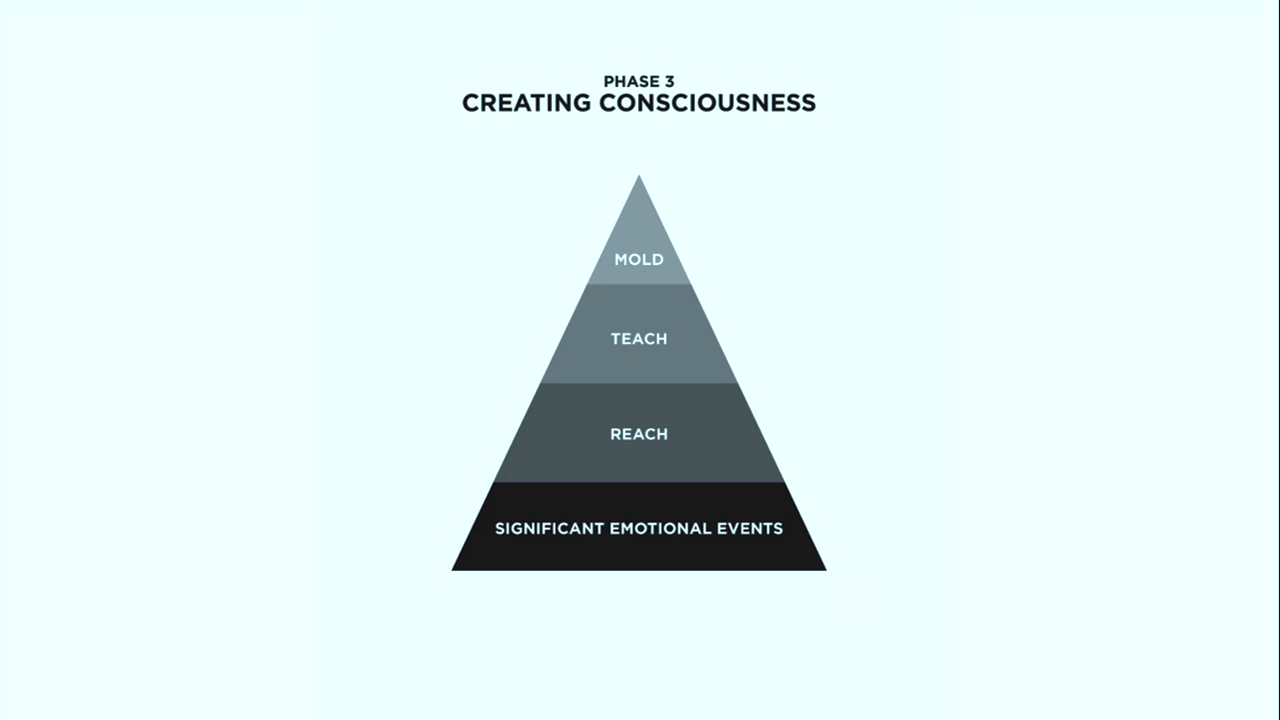 PHASE 3
CREATING CONSCIOUSNESS
MOLD
TEACH
REACH
SIGNIFICANT EMOTIONAL EVENTS